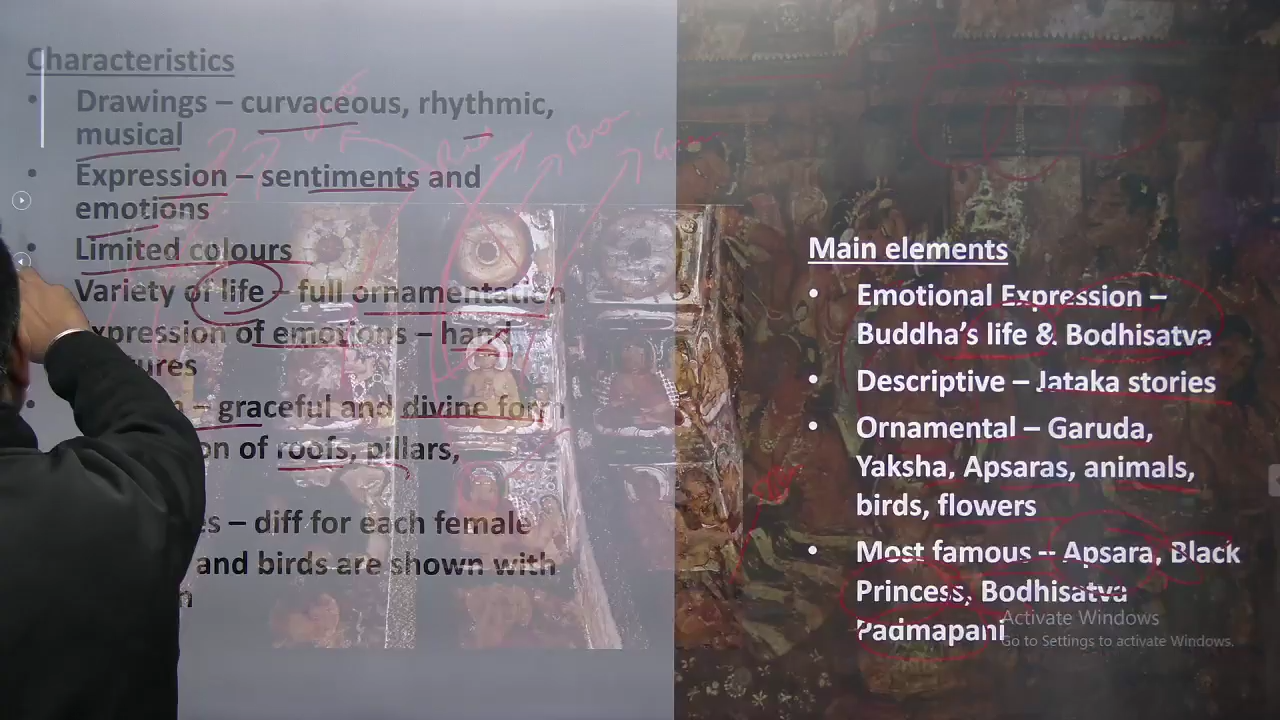 Characteristics
• Drawings – curvaceous, rhythmic,
musical
• Expression – sentiments and
emotions
• Limited colours
Variety of life – full ornamentation
expression of emotions – hand
ures
• – graceful and divine form
on of roofs, pillars,
es – diff for each female
and birds are shown with
n
Main elements
• Emotional Expression –
Buddha's life & Bodhisatva
• Descriptive – Jataka stories
• Ornamental – Garuda,
Yaksha, Apsaras, animals,
birds, flowers
• Most famous -- Apsara, Black
Princess, Bodhisatva
Padmapani
Activate Windows
Go to Settings to activate Windows.